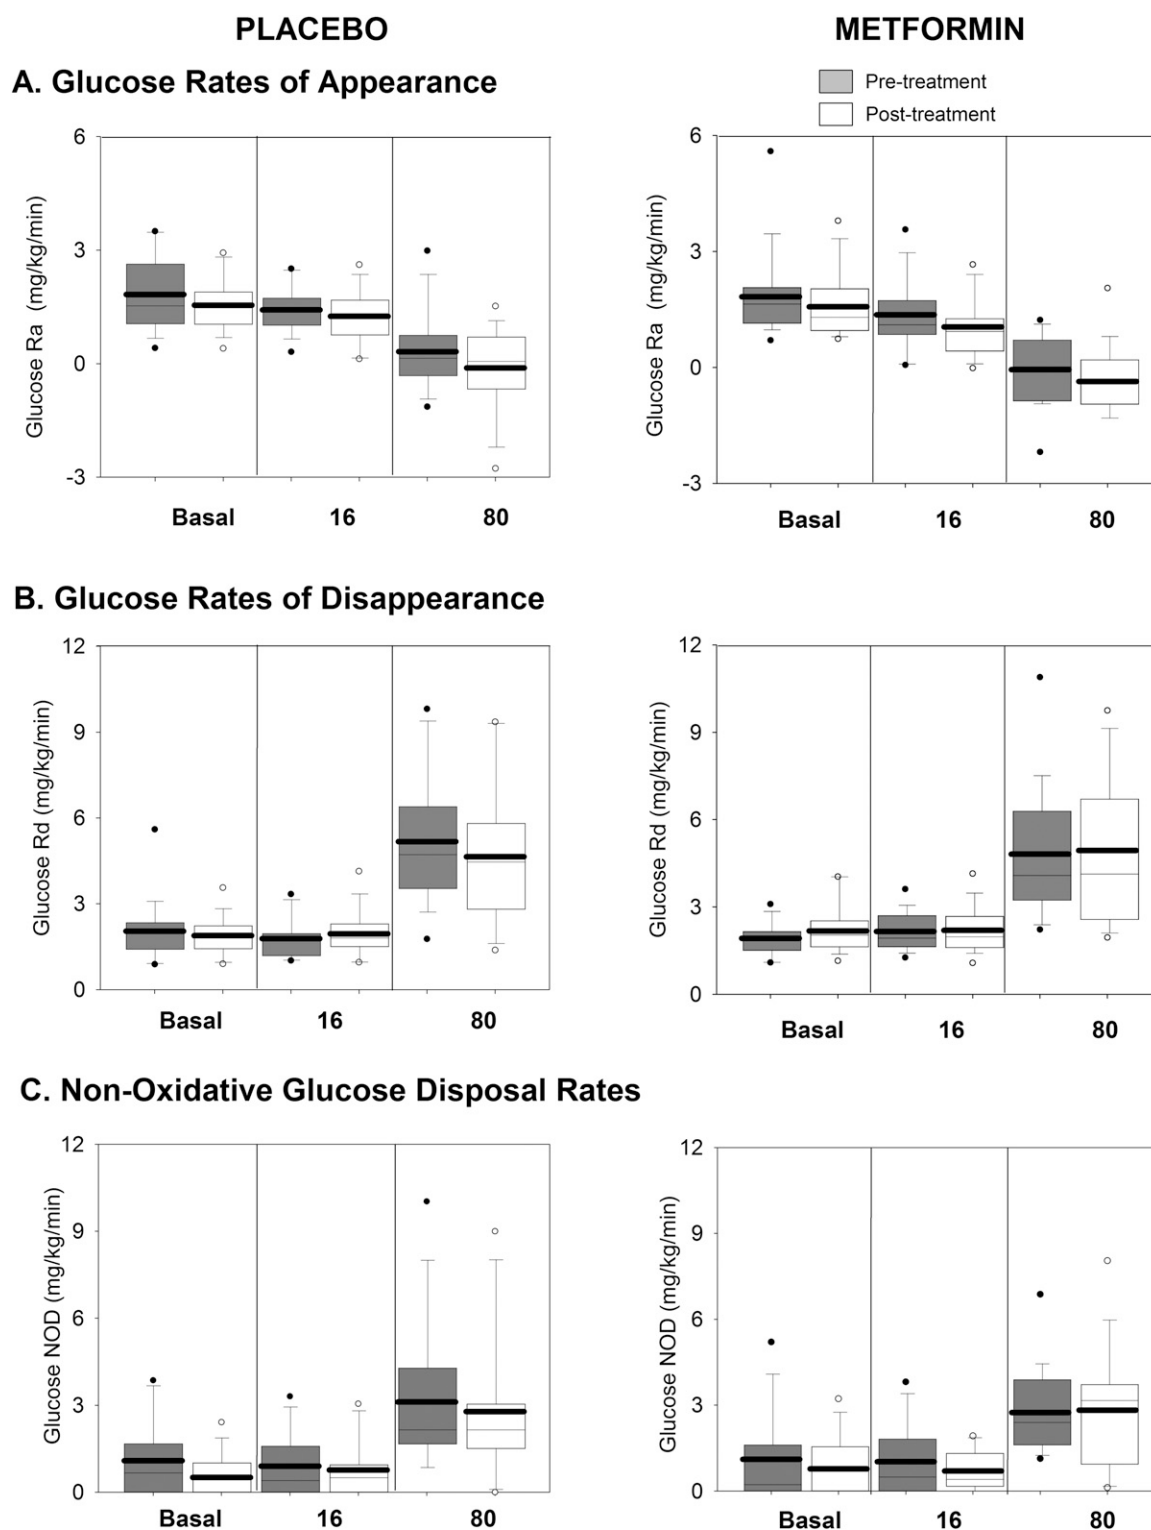 PLACEBO
METFORMIN
A. Glucose Rates of Appearance
Pre-treatment
Post-treatment
6
3
0
-3
Glucose Ra (mg/kg/min)
Basal 16 80
6
3
0
-3
Glucose Ra (mg/kg/min)
Basal 16 80
B. Glucose Rates of Disappearance
12
9
6
3
0
Glucose Rd (mg/kg/min)
Basal 16 80
12
9
6
3
0
Glucose Rd (mg/kg/min)
Basal 16 80
C. Non-Oxidative Glucose Disposal Rates
12
9
6
3
0
Glucose NOD (mg/kg/min)
Basal 16 80
12
9
6
3
0
Glucose NOD (mg/kg/min)
Basal 16 80